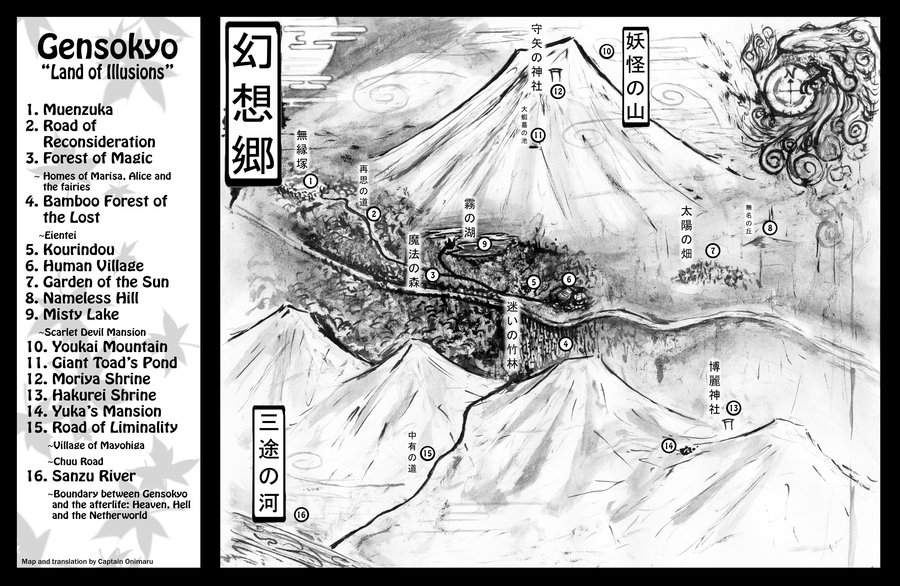 Gensokyo
“Land of Illusions”
1. Muenzuka
2. Road of
Reconsideration
3. Forest of Magic
~ Homes of Marisa, Alice and
the fairies
4. Bamboo Forest of
the Lost
~Eientei
5. Kourindou
6. Human Village
7. Garden of the Sun
8. Nameless Hill
9. Misty Lake
~Scarlet Devil Mansion
10. Youkai Mountain
11. Giant Toad's Pond
12. Moriya Shrine
13. Hakurei Shrine
14. Yuka's Mansion
15. Road of Liminality
~Village of Mayohiga
~Chuu Road
16. Sanzu River
~Boundary between Gensokyo
and the afterlife: Heaven, Hell
and the Netherworld
Map and translation by Captain Onimaru
幻想郷
守矢の神社
妖怪の山
10
12
大蝦蟇の池
11
N
無縁塚
1
再思の道
2
霧の湖
9
魔法の森
3
太陽の畑
7
無名の丘
8
5
6
迷いの竹林
4
博麗神社
13
14
三途の河
16
中有の道
15